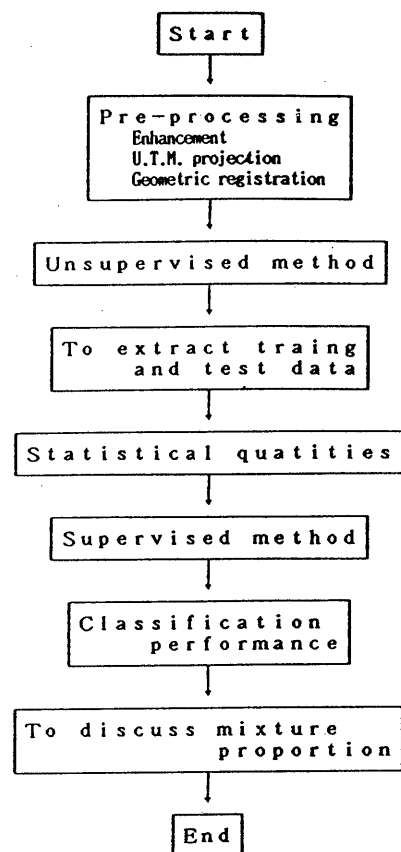 Start
Pre-processing
Enhancement
U.T.M. projection
Geometric registration
Unsupervised method
To extract traing
and test data
Statistical quatities
Supervised method
Classification
performance
To discuss mixture
proportion
End